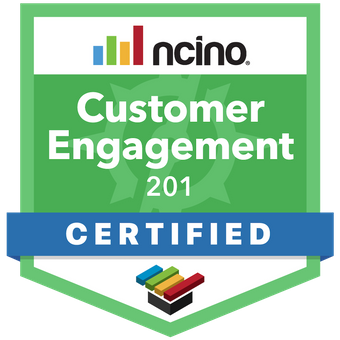 ncino®
Customer
Engagement
201
CERTIFIED